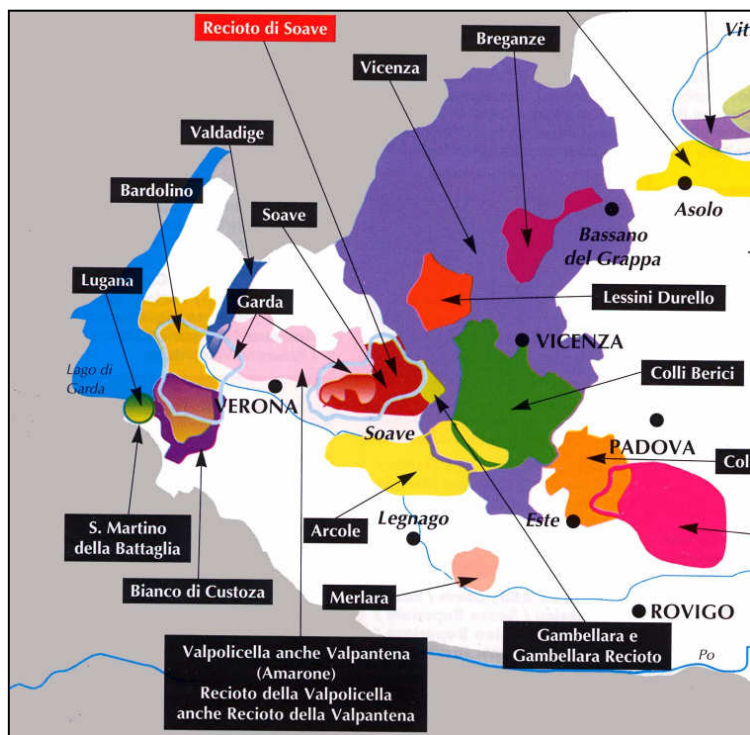 Recioto di Soave
Breganze
Vit
Vicenza
Valdadige
Bardolino
Soave
Asolo
Bassano
del Grappa
Lugana
Garda
Lessini Durello
VICENZA
Lago di
Garda
Colli Berici
VERONA
Soave
PADOVA
Col
Legnago
Este
Arcole
S. Martino
della Battaglia
Bianco di Custoza
Merlara
ROVIGO
Valpolicella anche Valpantena
(Amarone)
Recioto della Valpolicella
anche Recioto della Valpantena
Gambellara e
Gambellara Recioto
Po